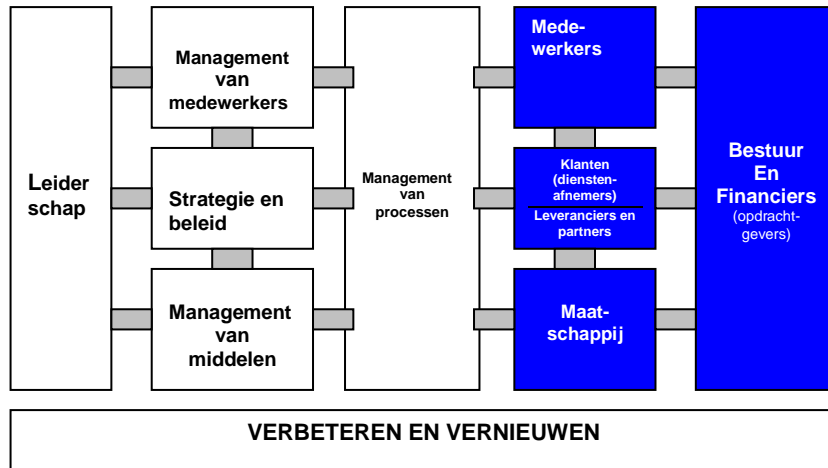 Leider
schap
Management
van
medewerkers
Strategie en
beleid
Management
van
middelen
Management
van
processen
Mede-
werkers
Klanten
(diensten-
afnemers)
Leveranciers en
partners
Maat-
schappij
Bestuur
En
Financiers
(opdracht-
gevers)
VERBETEREN EN VERNIEUWEN